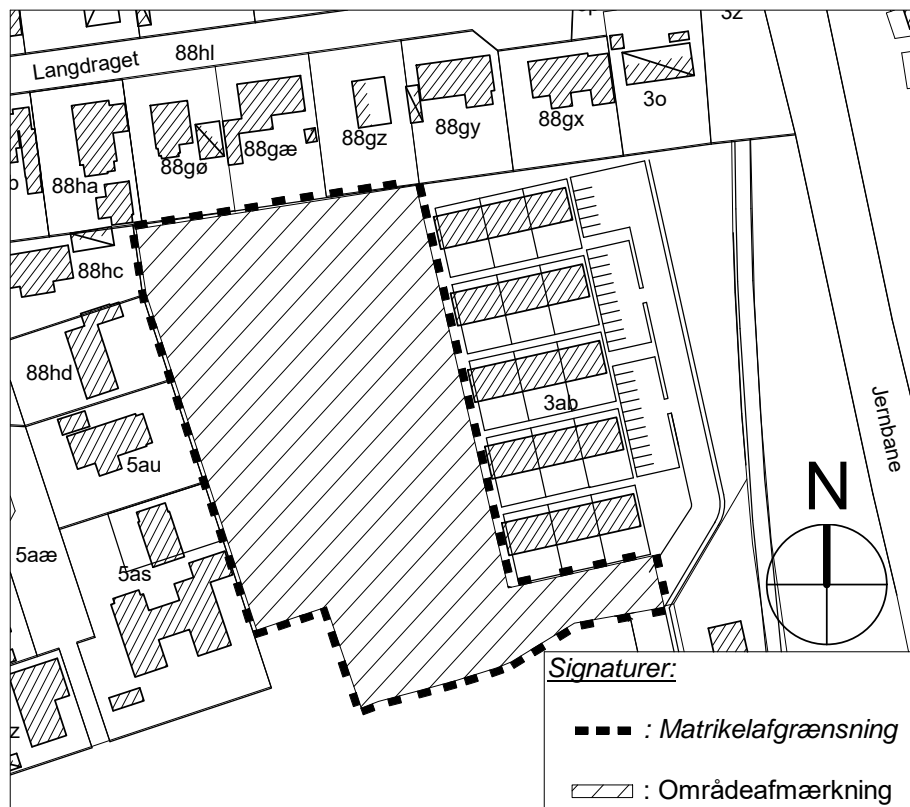 3z
Langdraget
88hl
3o
88gx
88gy
88gz
88gæ
88gø
88ha
88hc
88hd
3ab
Jernbane
5au
N
5aæ
5as
z
Signaturer:
: Matrikelafgrænsning
: Områdeafmærkning